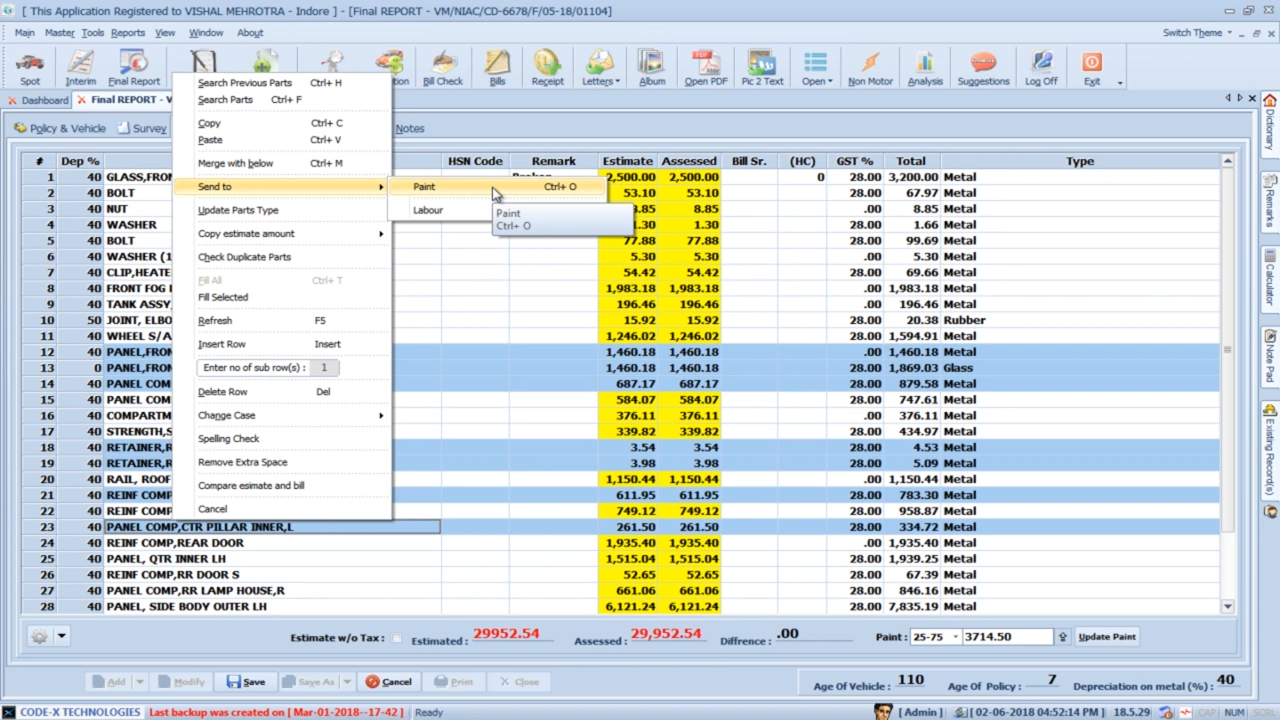 [ This Application Registered to VISHAL MEHROTRA - Indore ] - [Final REPORT - VM/NIAC/CD-6678/F/05-18/01104]
Main Master Tools Reports View Window About Switch Theme
Spot Interim Final Report Bill Check Bills Receipt Letters Album Open PDF Pic 2 Text Open Non Motor Analysis Suggestions Log Off Exit
Dashboard Final REPORT - V
Policy & Vehicle Survey Notes
Search Previous Parts Ctrl+ H
Search Parts Ctrl+ F
Copy Ctrl+ C
Paste Ctrl+ V
Merge with below Ctrl+ M
Send to
Update Parts Type
Copy estimate amount
Check Duplicate Parts
Fill All Ctrl+ T
Fill Selected
Refresh F5
Insert Row Insert
Enter no of sub row(s) : 1
Delete Row Del
Change Case
Spelling Check
Remove Extra Space
Compare esimate and bill
Cancel
Paint Ctrl+ O
Labour
Paint
Ctrl+ O
# Dep % HSN Code Remark Estimate Assessed Bill Sr. (HC) GST % Total Type
1 40 GLASS,FRON 2,500.00 2,500.00 0 28.00 3,200.00 Metal
2 40 BOLT 53.10 53.10 28.00 67.97 Metal
3 40 NUT 8.85 8.85 .00 8.85 Metal
4 40 WASHER 1.30 1.30 28.00 1.66 Metal
5 40 BOLT 77.88 77.88 28.00 99.69 Metal
6 40 WASHER (1 5.30 5.30 .00 5.30 Metal
7 40 CLIP,HEATE 54.42 54.42 28.00 69.66 Metal
8 40 FRONT FOG 1,983.18 1,983.18 .00 1,983.18 Metal
9 40 TANK ASSY, 196.46 196.46 .00 196.46 Metal
10 50 JOINT, ELBO 15.92 15.92 28.00 20.38 Rubber
11 40 WHEEL S/A 1,246.02 1,246.02 28.00 1,594.91 Metal
12 40 PANEL,FRON 1,460.18 1,460.18 .00 1,460.18 Metal
13 0 PANEL,FRON 1,460.18 1,460.18 28.00 1,869.03 Glass
14 40 PANEL COM 687.17 687.17 28.00 879.58 Metal
15 40 PANEL COM 584.07 584.07 28.00 747.61 Metal
16 40 COMPARTM 376.11 376.11 .00 376.11 Metal
17 40 STRENGTH,S 339.82 339.82 28.00 434.97 Metal
18 40 RETAINER,R 3.54 3.54 28.00 4.53 Metal
19 40 RETAINER,R 3.98 3.98 28.00 5.09 Metal
20 40 RAIL, ROOF 1,150.44 1,150.44 .00 1,150.44 Metal
21 40 REINF COMP 611.95 611.95 28.00 783.30 Metal
22 40 REINF COMP 749.12 749.12 28.00 958.87 Metal
23 40 PANEL COMP,CTR PILLAR INNER,L 261.50 261.50 28.00 334.72 Metal
24 40 REINF COMP,REAR DOOR 1,935.40 1,935.40 .00 1,935.40 Metal
25 40 PANEL, QTR INNER LH 1,515.04 1,515.04 28.00 1,939.25 Metal
26 40 REINF COMP,RR DOOR S 52.65 52.65 28.00 67.39 Metal
27 40 PANEL COMP,RR LAMP HOUSE,R 661.06 661.06 28.00 846.16 Metal
28 40 PANEL, SIDE BODY OUTER LH 6,121.24 6,121.24 28.00 7,835.19 Metal
Estimate w/o Tax : Estimated : 29952.54 Assessed : 29,952.54 Diffrence : .00 Paint : 25-75 3714.50 Update Paint
Add Modify Save Save As Cancel Print Close Age Of Vehicle : 110 Age Of Policy : 7 Depreciation on metal (%) : 40
CODE-X TECHNOLOGIES Last backup was created on [ Mar-01-2018--17-42 ] Ready [ Admin ] [02-06-2018 04:52:14 PM ] 18.5.29 CAP NUM SCRL
Dictionary
Remarks
Calculator
Note Pad
Existing Record(s)